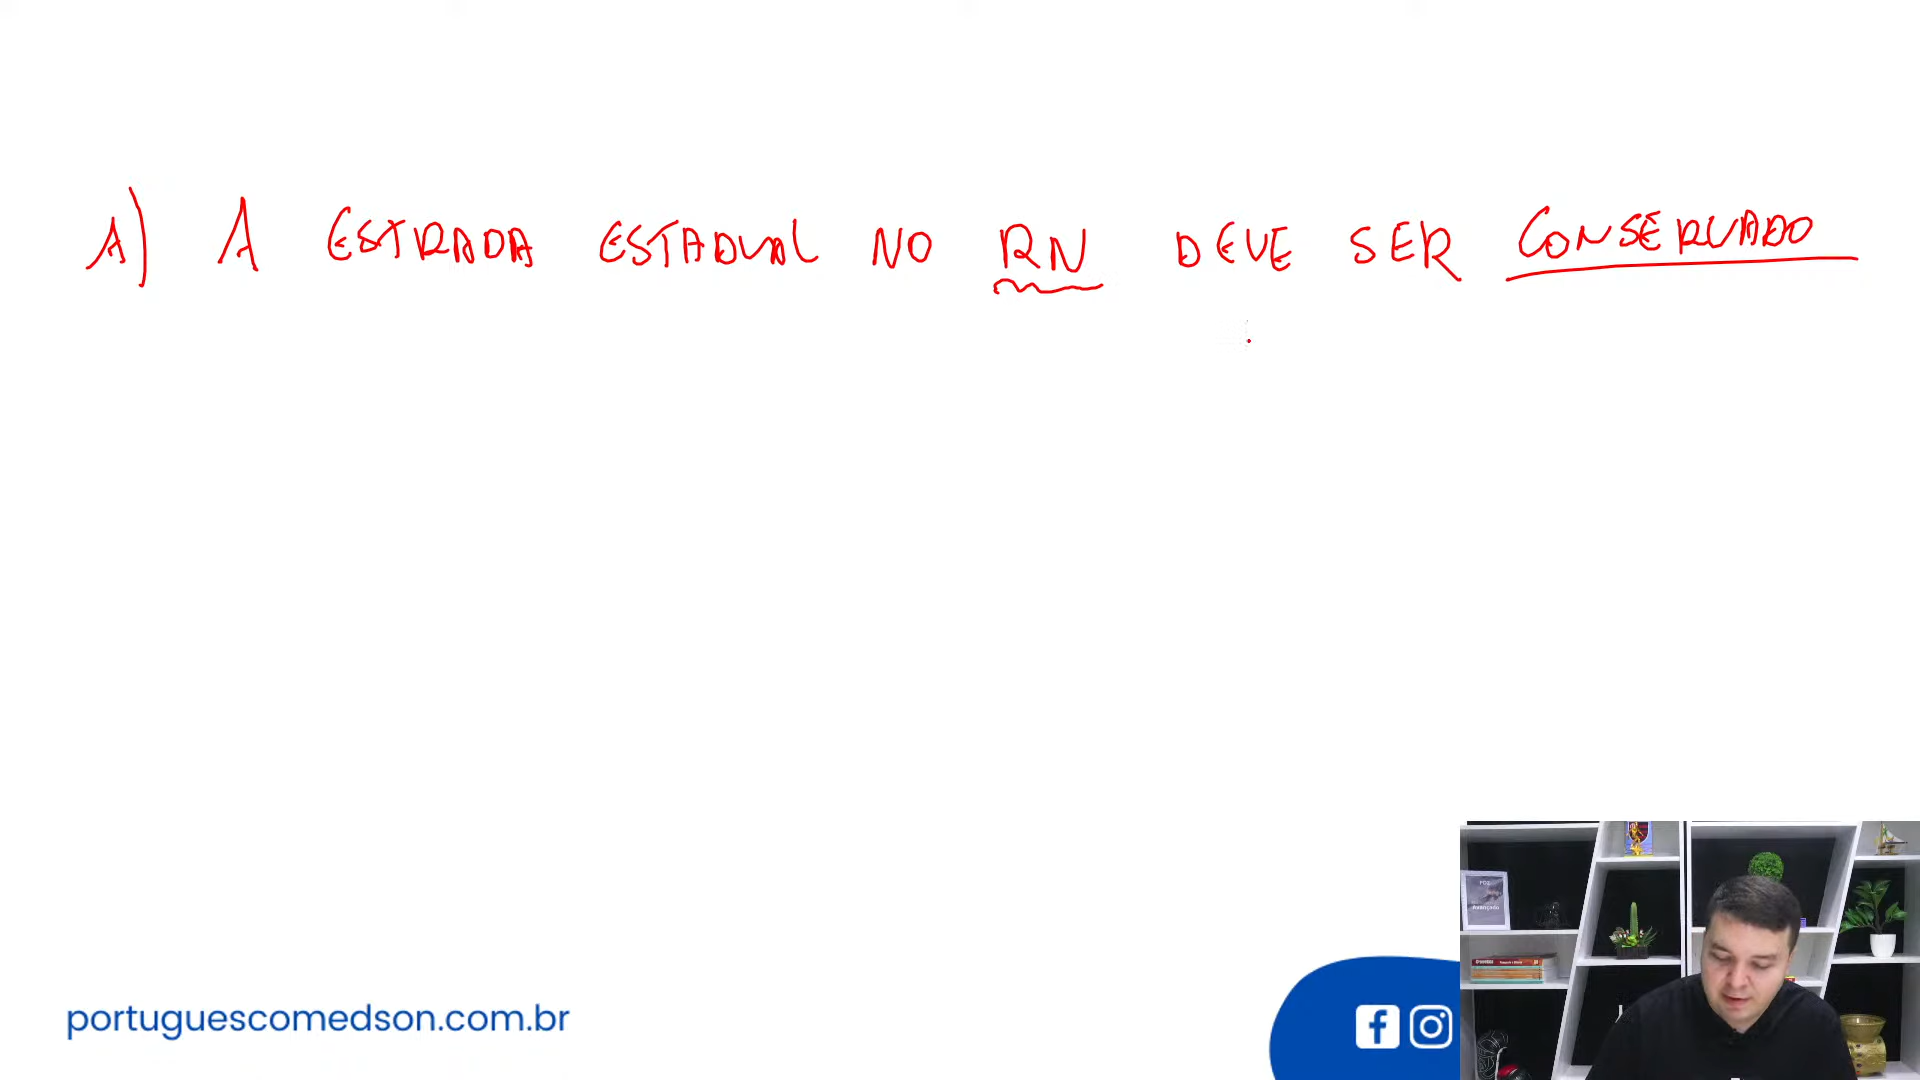 A) A ESTRADA ESTADUAL NO RN DEVE SER CONSERVADO
portuguescomedson.com.br